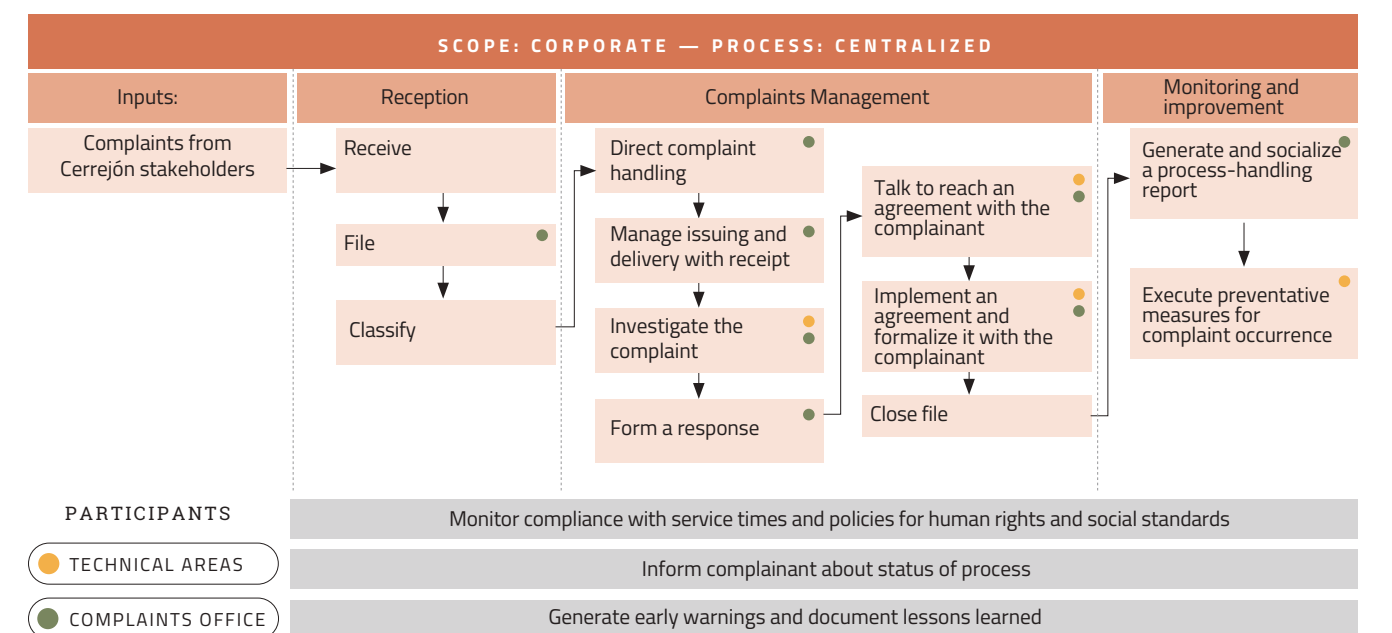 SCOPE: CORPORATE — PROCESS: CENTRALIZED
Inputs:
Reception
Complaints Management
Monitoring and
improvement
Complaints from
Cerrejón stakeholders
Receive
File
Classify
Direct complaint
handling
Manage issuing and
delivery with receipt
Investigate the
complaint
Form a response
Talk to reach an
agreement with the
complainant
Implement an
agreement and
formalize it with the
complainant
Close file
Generate and socialize
a process-handling
report
Execute preventative
measures for
complaint occurrence
PARTICIPANTS
TECHNICAL AREAS
COMPLAINTS OFFICE
Monitor compliance with service times and policies for human rights and social standards
Inform complainant about status of process
Generate early warnings and document lessons learned